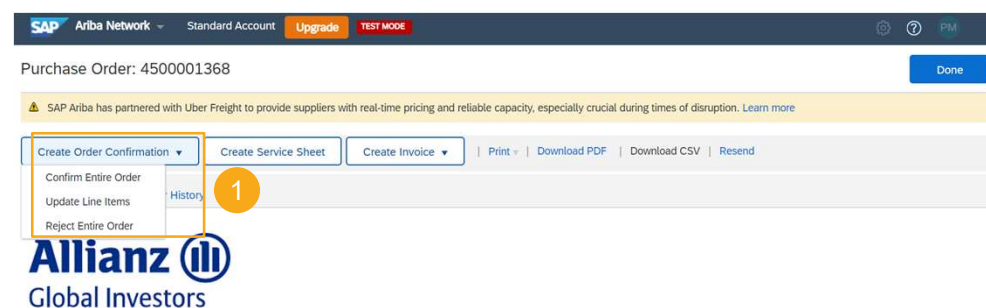 SAP Ariba Network Standard Account Upgrade TEST MODE ? PM
Purchase Order: 4500001368 Done
SAP Ariba has partnered with Uber Freight to provide suppliers with real-time pricing and reliable capacity, especially crucial during times of disruption. Learn more
Create Order Confirmation Create Service Sheet Create Invoice | Print | Download PDF | Download CSV | Resend
Confirm Entire Order
Update Line Items History 1
Reject Entire Order
Allianz
Global Investors